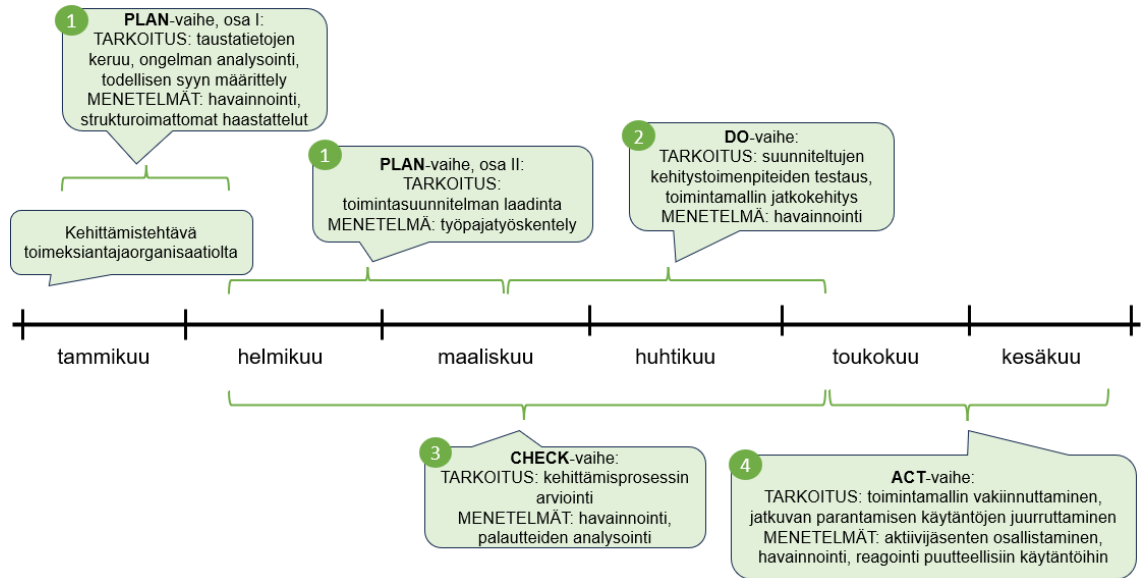 1
PLAN-vaihe, osa I:
TARKOITUS: taustatietojen
keruu, ongelman analysointi,
todellisen syyn määrittely
MENETELMÄT: havainnointi,
strukturoimattomat haastattelut
1
PLAN-vaihe, osa II:
TARKOITUS:
toimintasuunnitelman laadinta
MENETELMÄ: työpajatyöskentely
2
DO-vaihe:
TARKOITUS: suunniteltujen
kehitystoimenpiteiden testaus,
toimintamallin jatkokehitys
MENETELMÄ: havainnointi
Kehittämistehtävä
toimeksiantajaorganisaatiolta
tammikuu
helmikuu
maaliskuu
huhtikuu
toukokuu
kesäkuu
3
CHECK-vaihe:
TARKOITUS: kehittämisprosessin
arviointi
MENETELMÄT: havainnointi,
palautteiden analysointi
4
ACT-vaihe:
TARKOITUS: toimintamallin vakiinnuttaminen,
jatkuvan parantamisen käytäntöjen juurruttaminen
MENETELMÄT: aktiivijäsenten osallistaminen,
havainnointi, reagointi puutteellisiin käytäntöihin